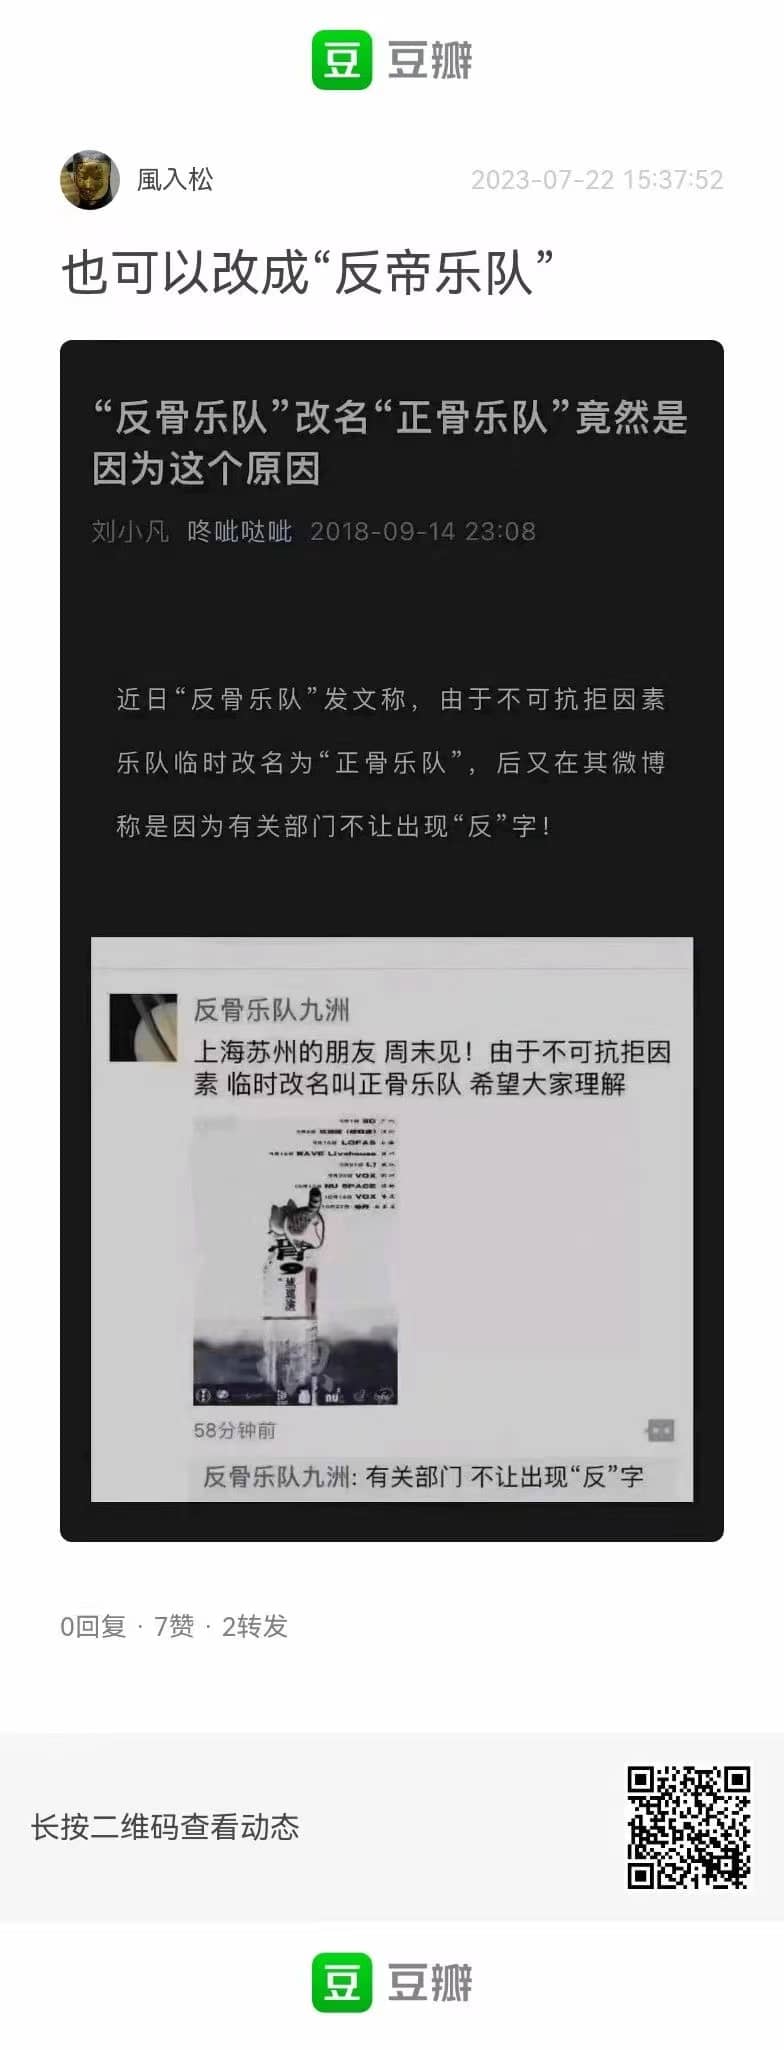 豆 豆瓣
風入松 2023-07-22 15:37:52
也可以改成“反帝乐队”
“反骨乐队”改名“正骨乐队”竟然是
因为这个原因
刘小凡 咚呲哒呲 2018-09-14 23:08
近日“反骨乐队”发文称，由于不可抗拒因素
乐队临时改名为“正骨乐队”，后又在其微博
称是因为有关部门不让出现“反”字！
反骨乐队九洲
上海苏州的朋友 周末见！由于不可抗拒因
素 临时改名叫正骨乐队 希望大家理解
LOFAS
RAVE Livehouse
VOX
NU SPACE
VOX
骨
58分钟前
反骨乐队九洲: 有关部门 不让出现“反”字
0回复 · 7赞 · 2转发
长按二维码查看动态
豆 豆瓣